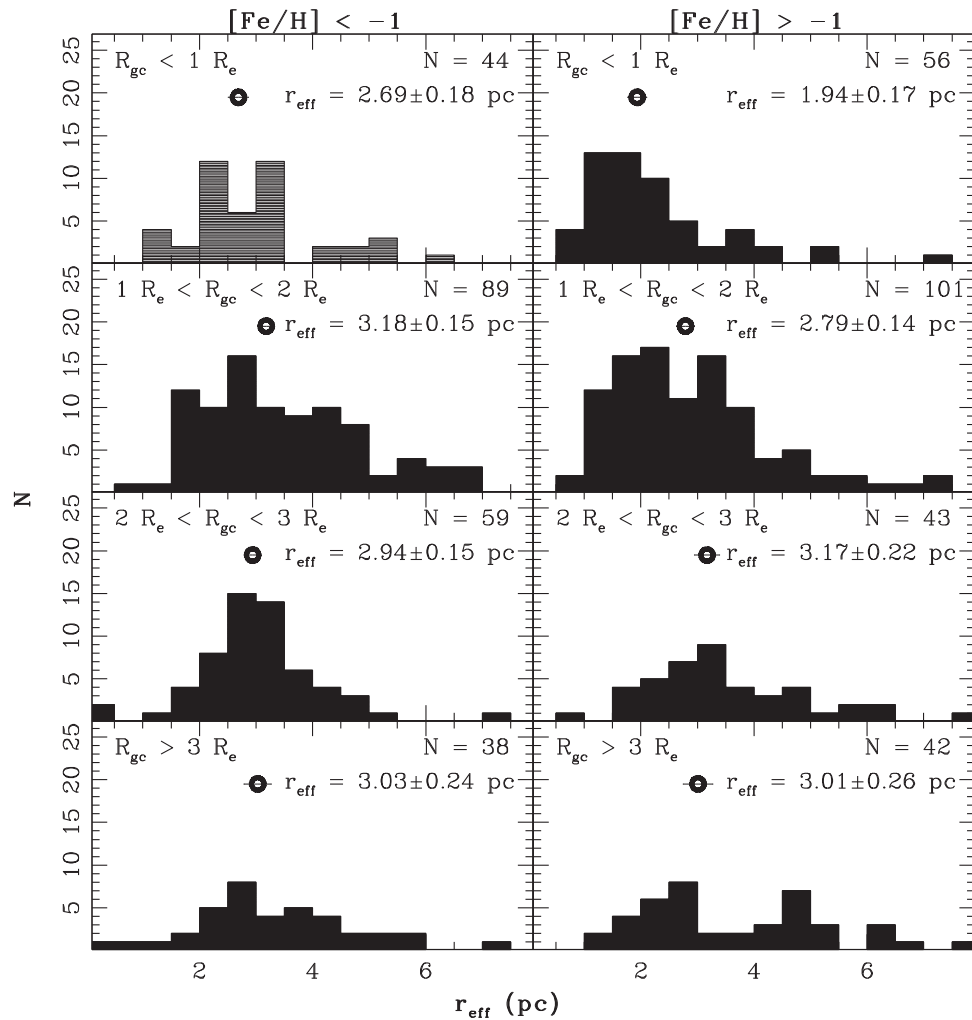 [Fe/H] < −1
[Fe/H] > −1
R_gc < 1 R_e N = 44
r_eff = 2.69±0.18 pc
R_gc < 1 R_e N = 56
r_eff = 1.94±0.17 pc
25
20
15
10
5
1 R_e < R_gc < 2 R_e N = 89
r_eff = 3.18±0.15 pc
1 R_e < R_gc < 2 R_e N = 101
r_eff = 2.79±0.14 pc
25
20
15
10
5
2 R_e < R_gc < 3 R_e N = 59
r_eff = 2.94±0.15 pc
2 R_e < R_gc < 3 R_e N = 43
r_eff = 3.17±0.22 pc
25
20
15
10
5
R_gc > 3 R_e N = 38
r_eff = 3.03±0.24 pc
R_gc > 3 R_e N = 42
r_eff = 3.01±0.26 pc
25
20
15
10
5
N
2 4 6 2 4 6
r_eff (pc)